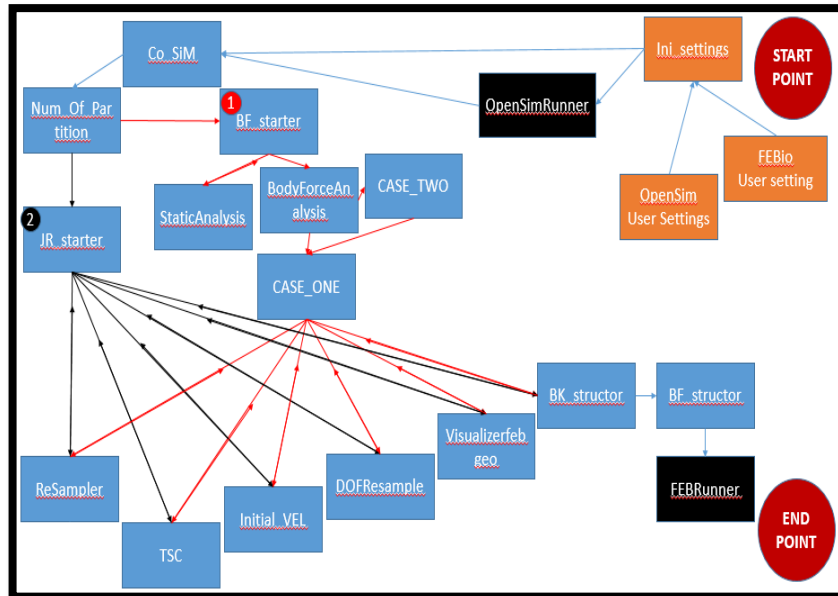 Co_SiM
Ini_settings
START
POINT
Num_Of_Par
tition
1
BF_starter
OpenSimRunner
FEBio
User setting
OpenSim
User Settings
StaticAnalysis
BodyForceAn
alysis
CASE_TWO
2
JR_starter
CASE_ONE
BK_structor
BF_structor
Visualizerfeb
geo
ReSampler
DOFResample
Initial_VEL
TSC
FEBRunner
END
POINT